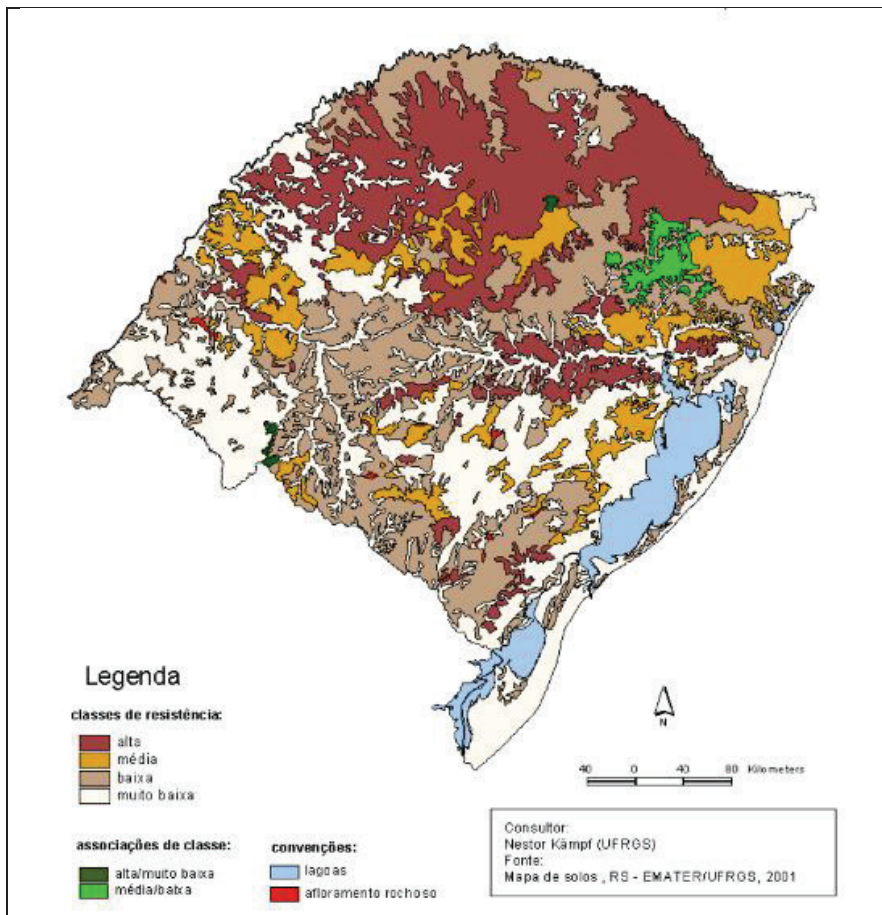 Legenda
classes de resistência:
alta
média
baixa
muito baixa
associações de classe:
alta/muito baixa
média/baixa
convenções:
lagoas
afloramento rochoso
N
40 0 40 80 Kilometers
Consultor:
Nestor Kämpf (UFRGS)
Fonte:
Mapa de solos , RS - EMATER/UFRGS, 2001